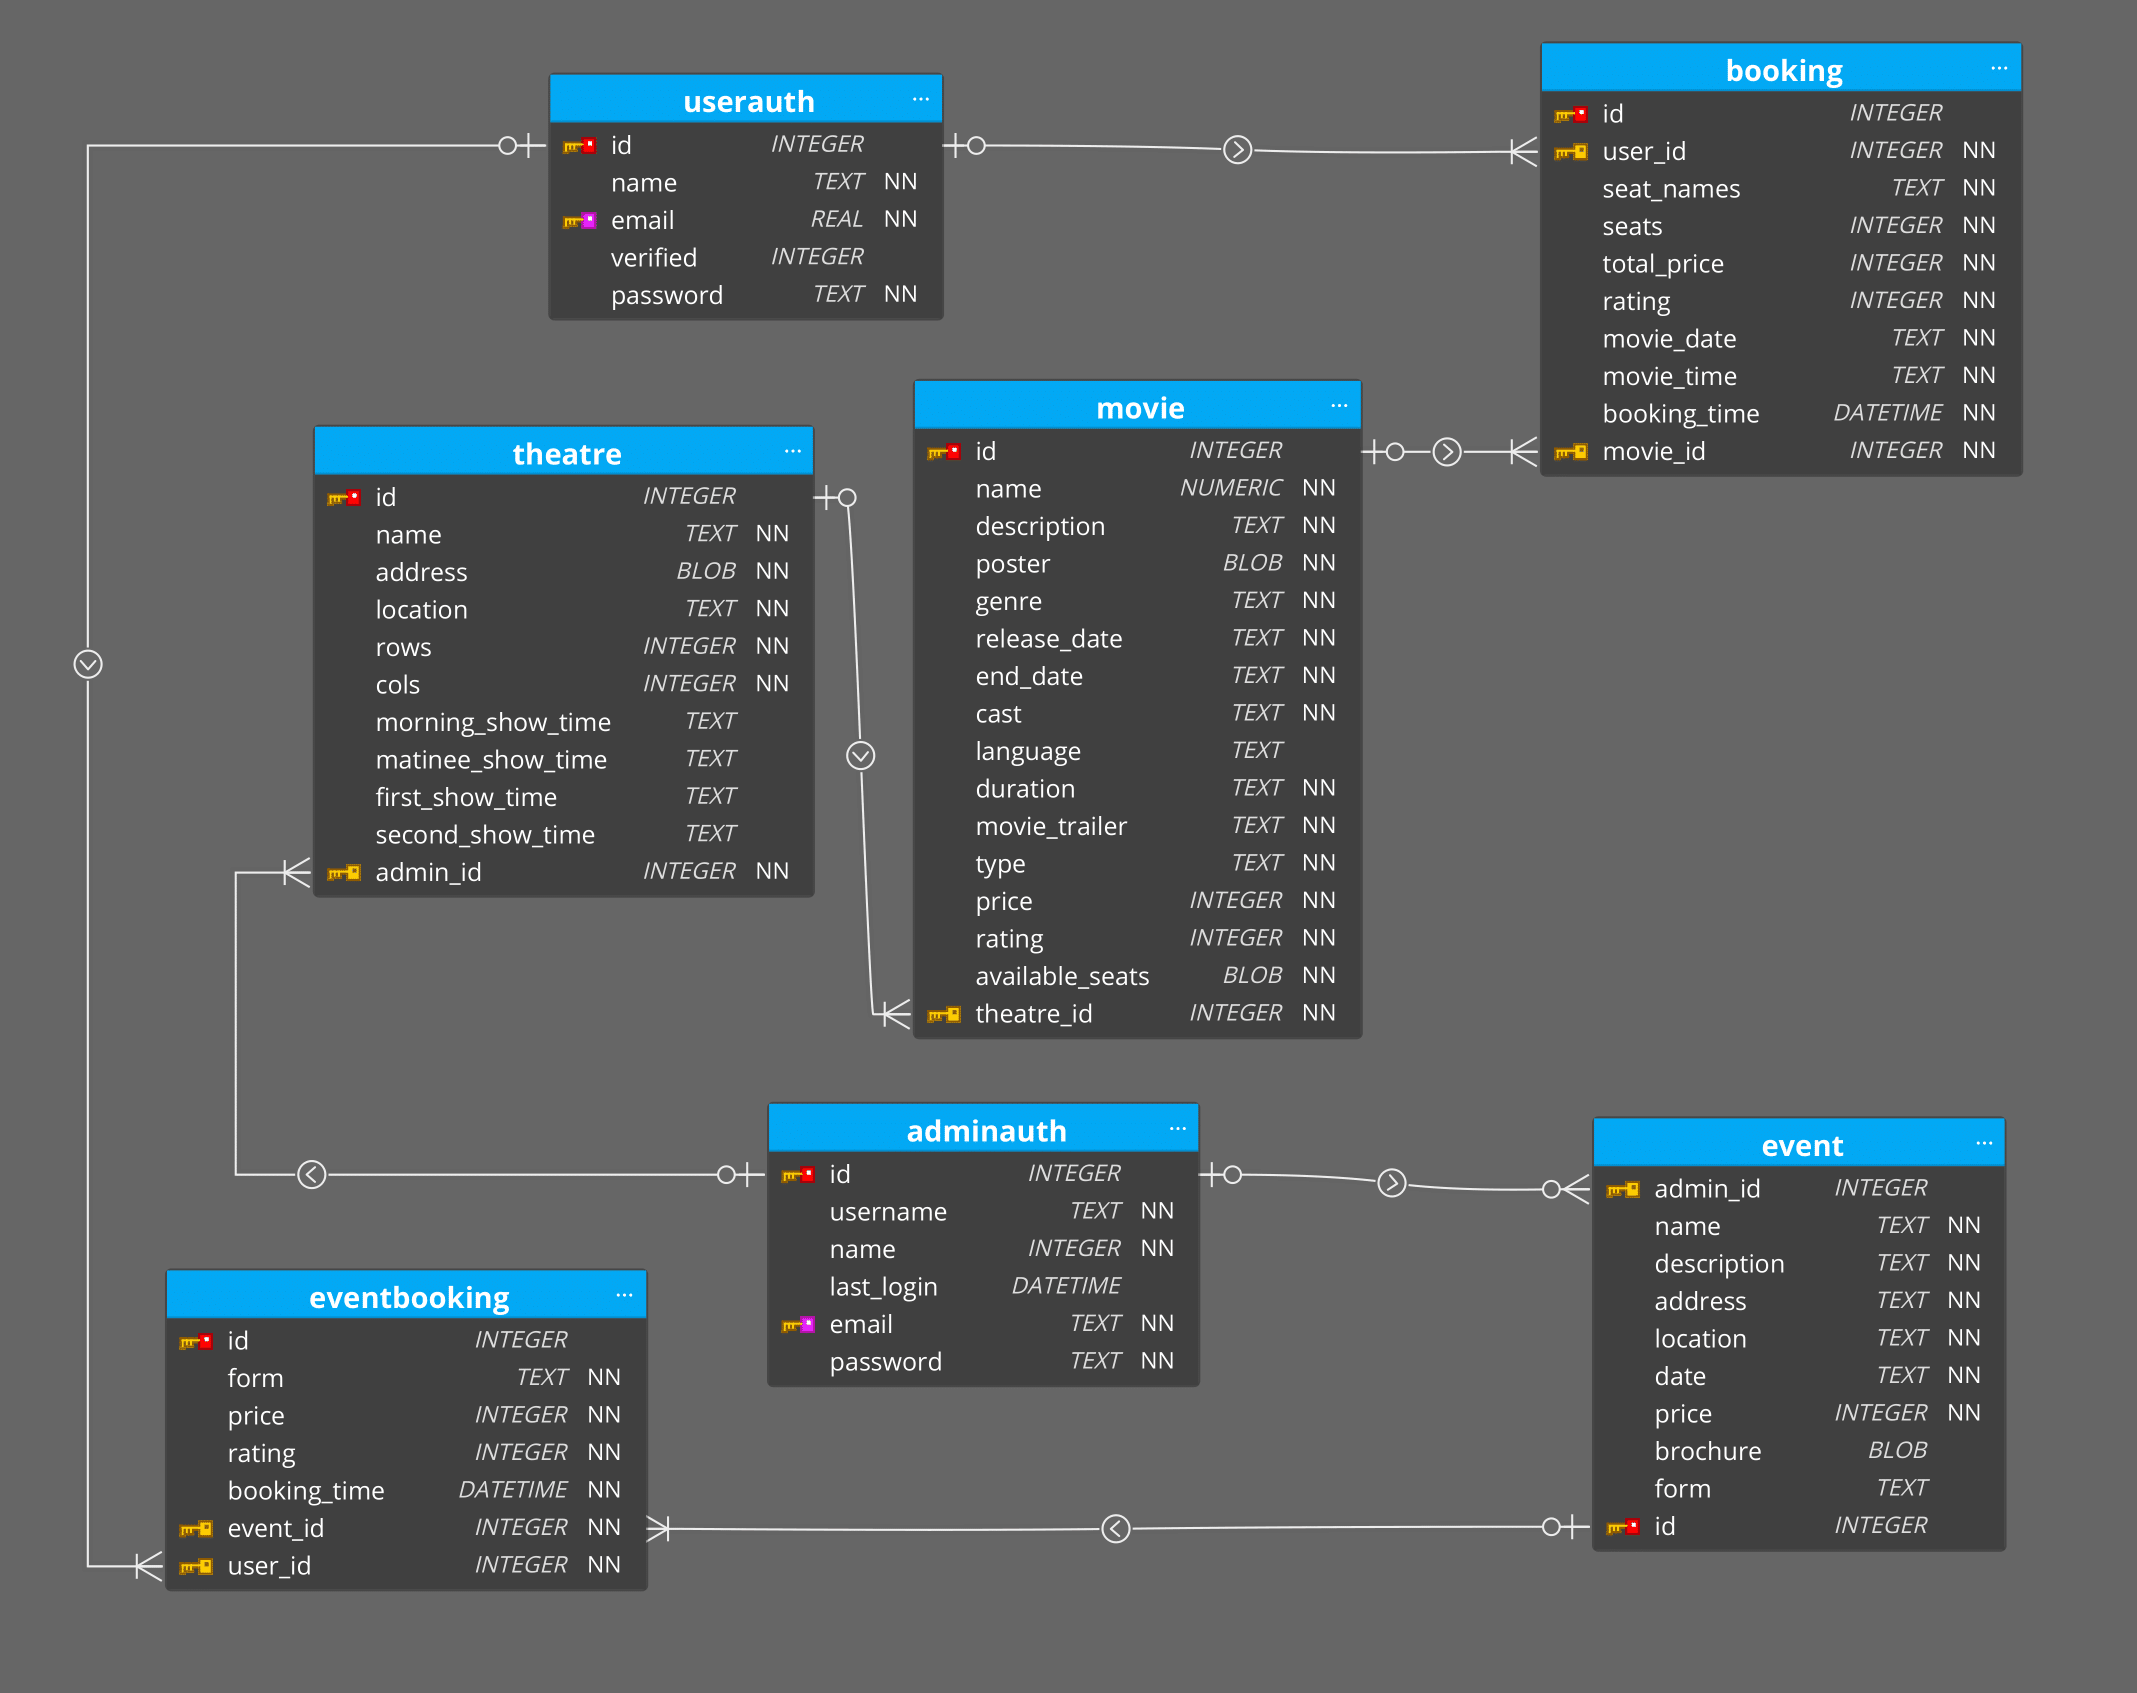 userauth ...
id INTEGER
name TEXT NN
email REAL NN
verified INTEGER
password TEXT NN
booking ...
id INTEGER
user_id INTEGER NN
seat_names TEXT NN
seats INTEGER NN
total_price INTEGER NN
rating INTEGER NN
movie_date TEXT NN
movie_time TEXT NN
booking_time DATETIME NN
movie_id INTEGER NN
theatre ...
id INTEGER
name TEXT NN
address BLOB NN
location TEXT NN
rows INTEGER NN
cols INTEGER NN
morning_show_time TEXT
matinee_show_time TEXT
first_show_time TEXT
second_show_time TEXT
admin_id INTEGER NN
movie ...
id INTEGER
name NUMERIC NN
description TEXT NN
poster BLOB NN
genre TEXT NN
release_date TEXT NN
end_date TEXT NN
cast TEXT NN
language TEXT
duration TEXT NN
movie_trailer TEXT NN
type TEXT NN
price INTEGER NN
rating INTEGER NN
available_seats BLOB NN
theatre_id INTEGER NN
adminauth ...
id INTEGER
username TEXT NN
name INTEGER NN
last_login DATETIME
email TEXT NN
password TEXT NN
event ...
admin_id INTEGER
name TEXT NN
description TEXT NN
address TEXT NN
location TEXT NN
date TEXT NN
price INTEGER NN
brochure BLOB
form TEXT
id INTEGER
eventbooking ...
id INTEGER
form TEXT NN
price INTEGER NN
rating INTEGER NN
booking_time DATETIME NN
event_id INTEGER NN
user_id INTEGER NN